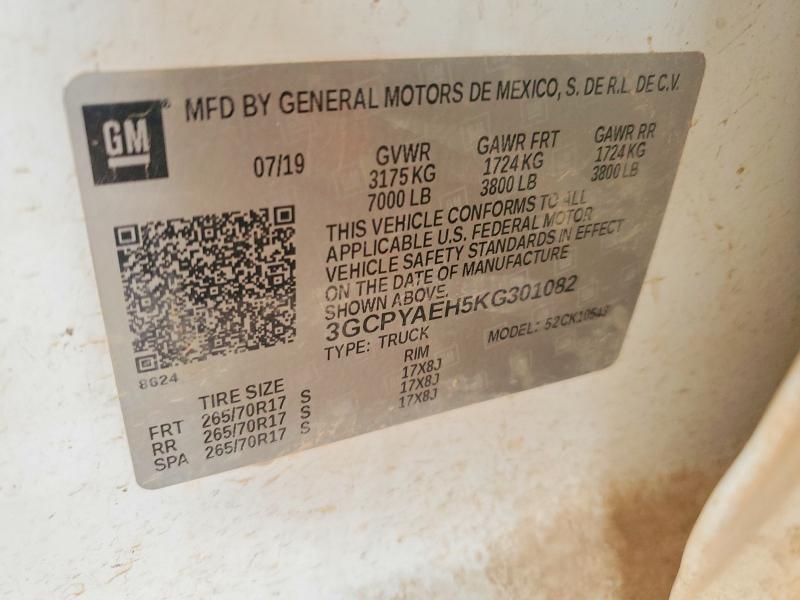 GM® MFD BY GENERAL MOTORS DE MEXICO, S. DE R.L. DE C.V.
07/19 GVWR GAWR FRT GAWR RR
3175 KG 1724 KG 1724 KG
7000 LB 3800 LB 3800 LB
THIS VEHICLE CONFORMS TO ALL
APPLICABLE U.S. FEDERAL MOTOR
VEHICLE SAFETY STANDARDS IN EFFECT
ON THE DATE OF MANUFACTURE
SHOWN ABOVE.
3GCPYAEH5KG301082
TYPE: TRUCK MODEL: 52CK10543
8624
TIRE SIZE RIM
FRT 265/70R17 S 17X8J
RR 265/70R17 S 17X8J
SPA 265/70R17 S 17X8J